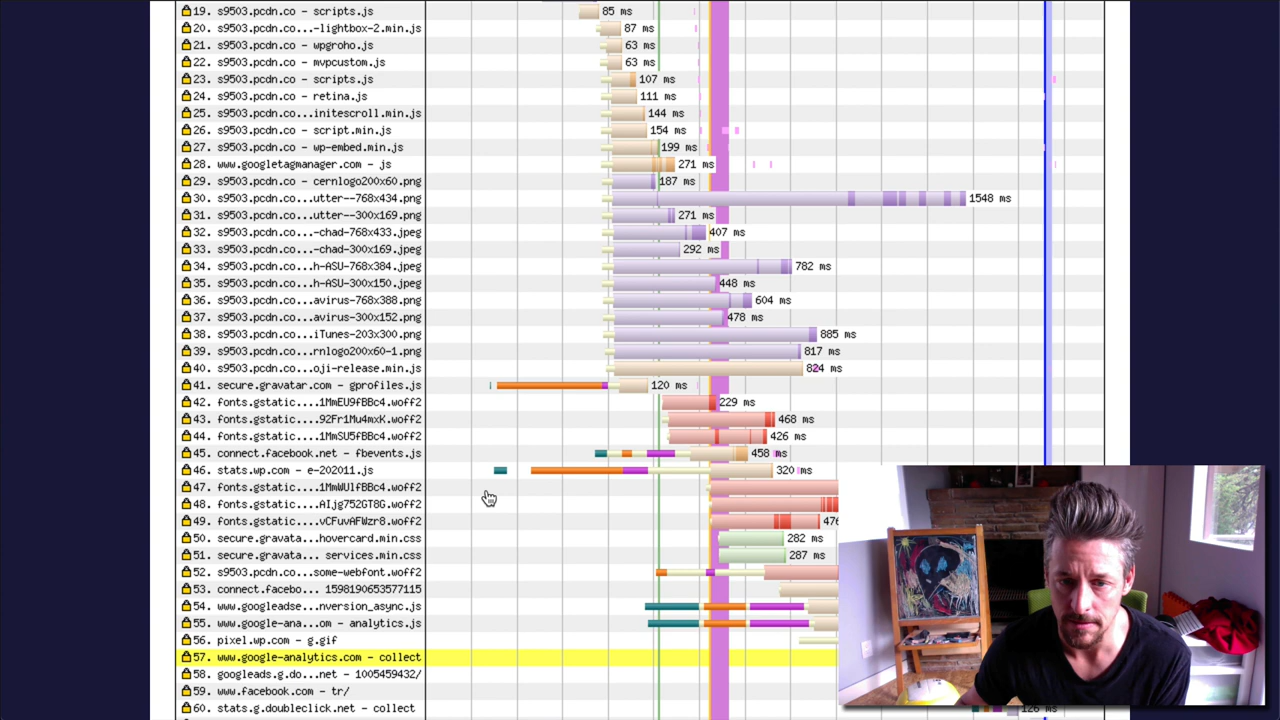 19. s9503.pcdn.co – scripts.js 85 ms
20. s9503.pcdn.co...-lightbox-2.min.js 87 ms
21. s9503.pcdn.co – wpgroho.js 63 ms
22. s9503.pcdn.co – mvpcustom.js 63 ms
23. s9503.pcdn.co – scripts.js 107 ms
24. s9503.pcdn.co – retina.js 111 ms
25. s9503.pcdn.co...initescroll.min.js 144 ms
26. s9503.pcdn.co – script.min.js 154 ms
27. s9503.pcdn.co – wp-embed.min.js 199 ms
28. www.googletagmanager.com – js 271 ms
29. s9503.pcdn.co – cernlogo200x60.png 187 ms
30. s9503.pcdn.co...utter--768x434.png 1548 ms
31. s9503.pcdn.co...utter--300x169.png 271 ms
32. s9503.pcdn.co...-chad-768x433.jpeg 407 ms
33. s9503.pcdn.co...-chad-300x169.jpeg 292 ms
34. s9503.pcdn.co...h-ASU-768x384.jpeg 782 ms
35. s9503.pcdn.co...h-ASU-300x150.jpeg 448 ms
36. s9503.pcdn.co...avirus-768x388.png 604 ms
37. s9503.pcdn.co...avirus-300x152.png 478 ms
38. s9503.pcdn.co...iTunes-203x300.png 885 ms
39. s9503.pcdn.co...rnlogo200x60-1.png 817 ms
40. s9503.pcdn.co...oji-release.min.js 824 ms
41. secure.gravatar.com – gprofiles.js 120 ms
42. fonts.gstatic....1MmEU9fBBc4.woff2 229 ms
43. fonts.gstatic....92Fr1Mu4mxK.woff2 468 ms
44. fonts.gstatic....1MmSU5fBBc4.woff2 426 ms
45. connect.facebook.net – fbevents.js 458 ms
46. stats.wp.com – e-202011.js 320 ms
47. fonts.gstatic....1MmWUlfBBc4.woff2
48. fonts.gstatic....AIjg752GT8G.woff2
49. fonts.gstatic....vCFuvAFWzr8.woff2 476
50. secure.gravata... hovercard.min.css 282 ms
51. secure.gravata... services.min.css 287 ms
52. s9503.pcdn.co...some-webfont.woff2
53. connect.facebo... 1598190053577115
54. www.googleadse...nversion_async.js
55. www.google-ana...om – analytics.js
56. pixel.wp.com – g.gif
57. www.google-analytics.com – collect
58. googleads.g.do...net – 1005459432/
59. www.facebook.com – tr/
60. stats.g.doubleclick.net – collect 126 ms